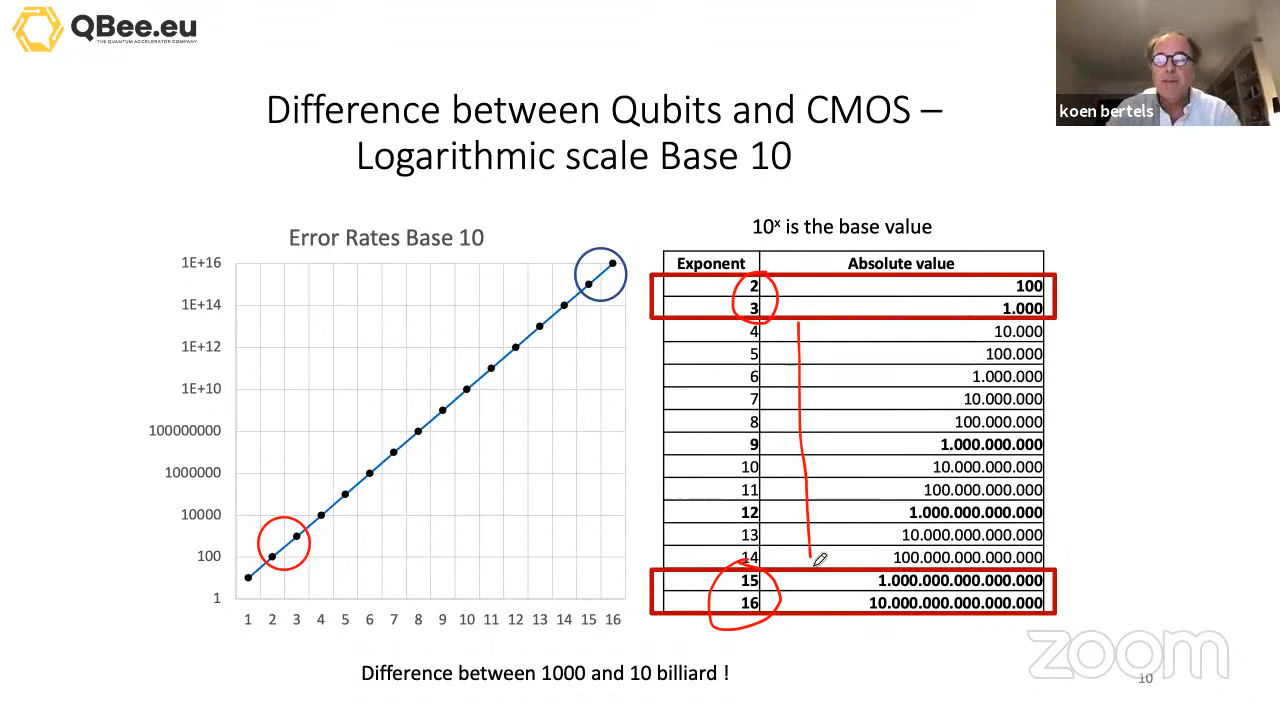 QBee.eu
THE QUANTUM ACCELERATOR COMPANY
koen bertels
Difference between Qubits and CMOS –
Logarithmic scale Base 10
Error Rates Base 10
1E+16
1E+14
1E+12
1E+10
100000000
1000000
10000
100
1
1 2 3 4 5 6 7 8 9 10 11 12 13 14 15 16
10ˣ is the base value
Exponent Absolute value
2 100
3 1.000
4 10.000
5 100.000
6 1.000.000
7 10.000.000
8 100.000.000
9 1.000.000.000
10 10.000.000.000
11 100.000.000.000
12 1.000.000.000.000
13 10.000.000.000.000
14 100.000.000.000.000
15 1.000.000.000.000.000
16 10.000.000.000.000.000
Difference between 1000 and 10 billiard !
zoom
10